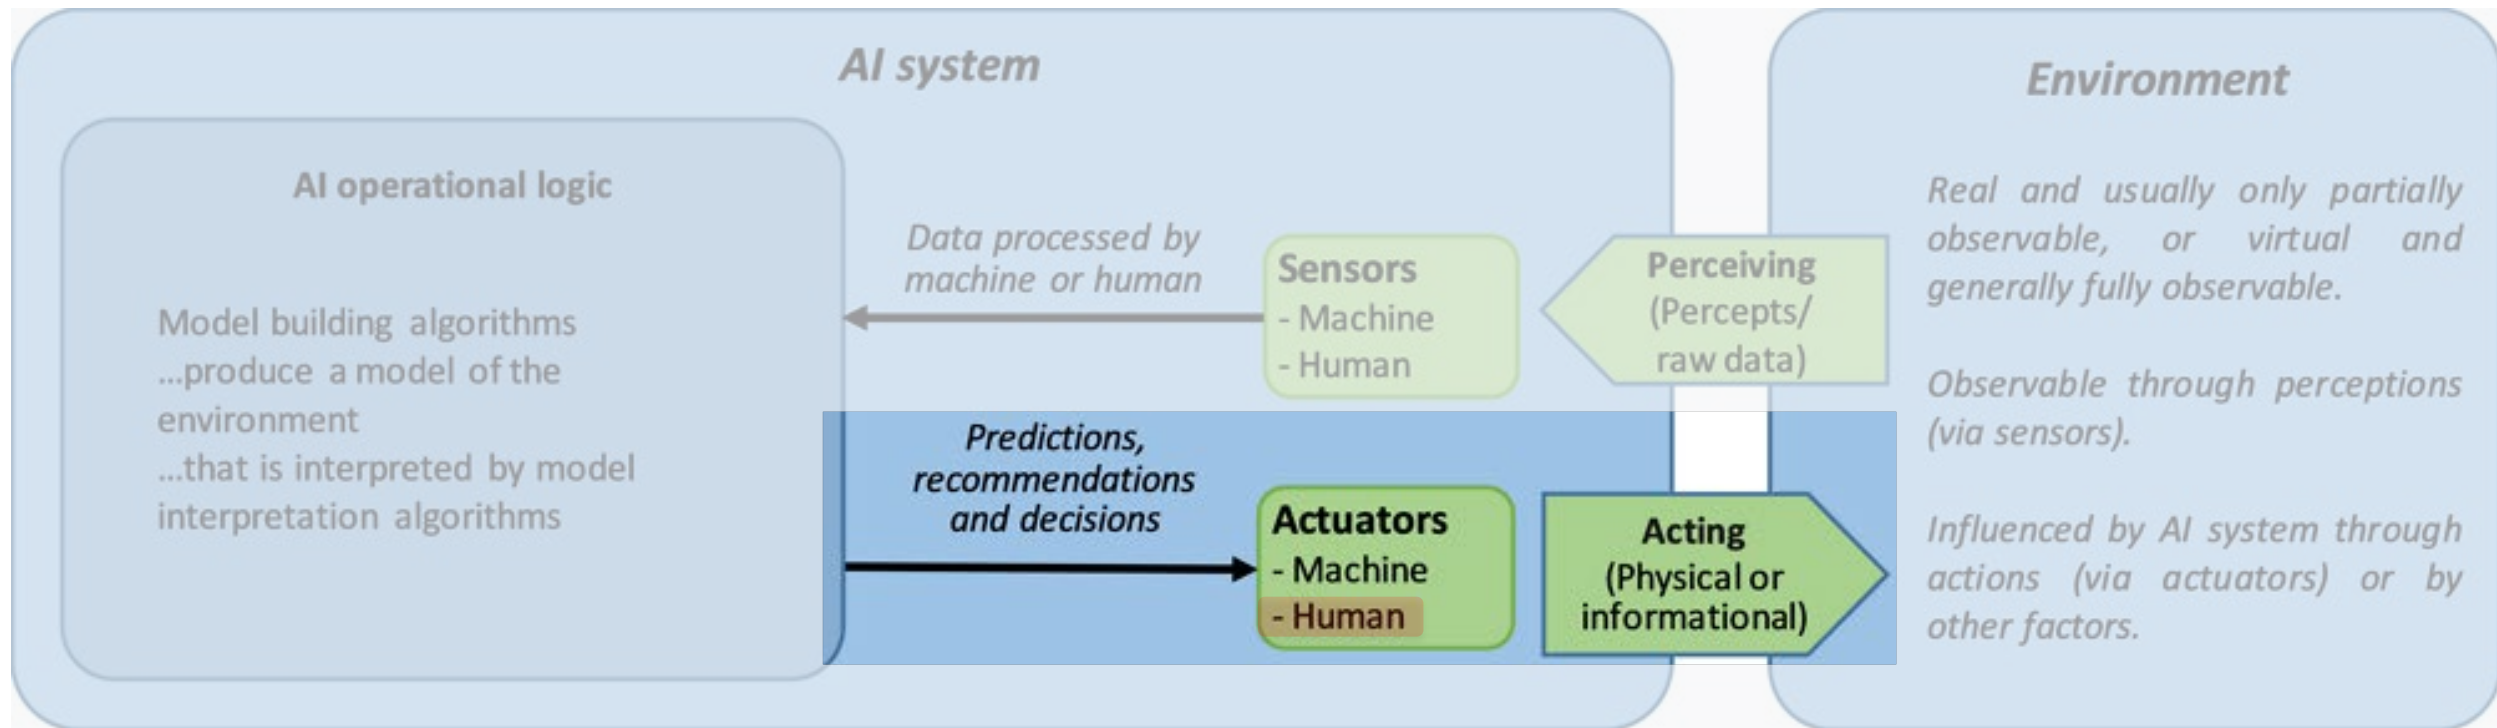 AI system
AI operational logic
Model building algorithms
...produce a model of the
environment
...that is interpreted by model
interpretation algorithms
Data processed by
machine or human
Sensors
- Machine
- Human
Perceiving
(Percepts/
raw data)
Predictions,
recommendations
and decisions
Actuators
- Machine
- Human
Acting
(Physical or
informational)
Environment
Real and usually only partially
observable, or virtual and
generally fully observable.
Observable through perceptions
(via sensors).
Influenced by AI system through
actions (via actuators) or by
other factors.